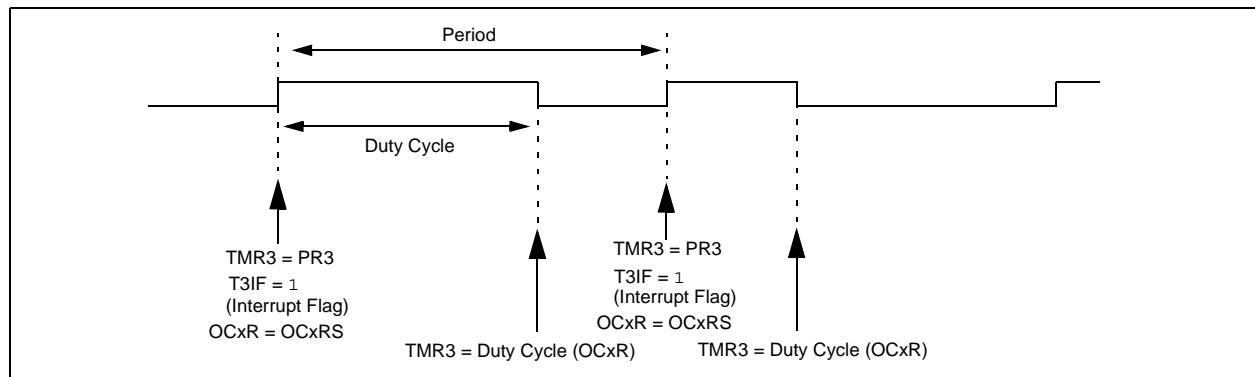 Period
Duty Cycle
TMR3 = PR3
T3IF = 1
(Interrupt Flag)
OCxR = OCxRS
TMR3 = Duty Cycle (OCxR)
TMR3 = PR3
T3IF = 1
(Interrupt Flag)
OCxR = OCxRS
TMR3 = Duty Cycle (OCxR)